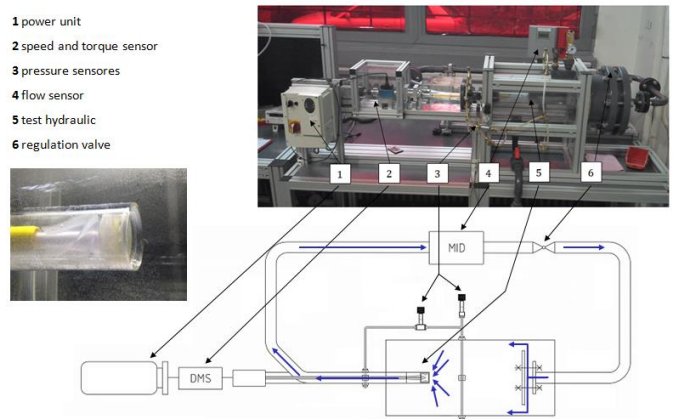 1 power unit
2 speed and torque sensor
3 pressure sensores
4 flow sensor
5 test hydraulic
6 regulation valve
1 2 3 4 5 6
MID
DMS